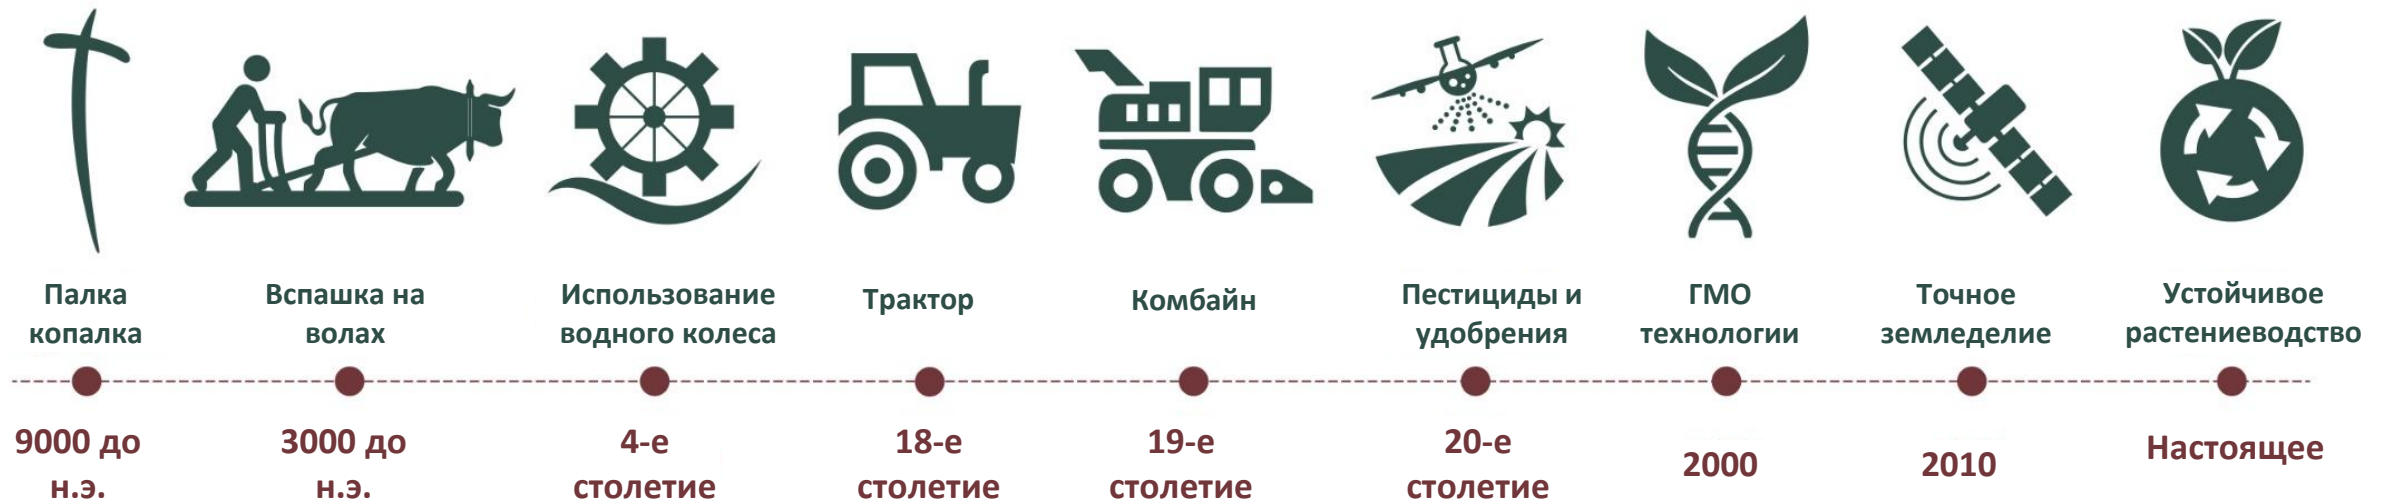 Палка
копалка
Вспашка на
волах
Использование
водного колеса
Трактор
Комбайн
Пестициды и
удобрения
ГМО
технологии
Точное
земледелие
Устойчивое
растениеводство
9000 до
н.э.
3000 до
н.э.
4-е
столетие
18-е
столетие
19-е
столетие
20-е
столетие
2000
2010
Настоящее